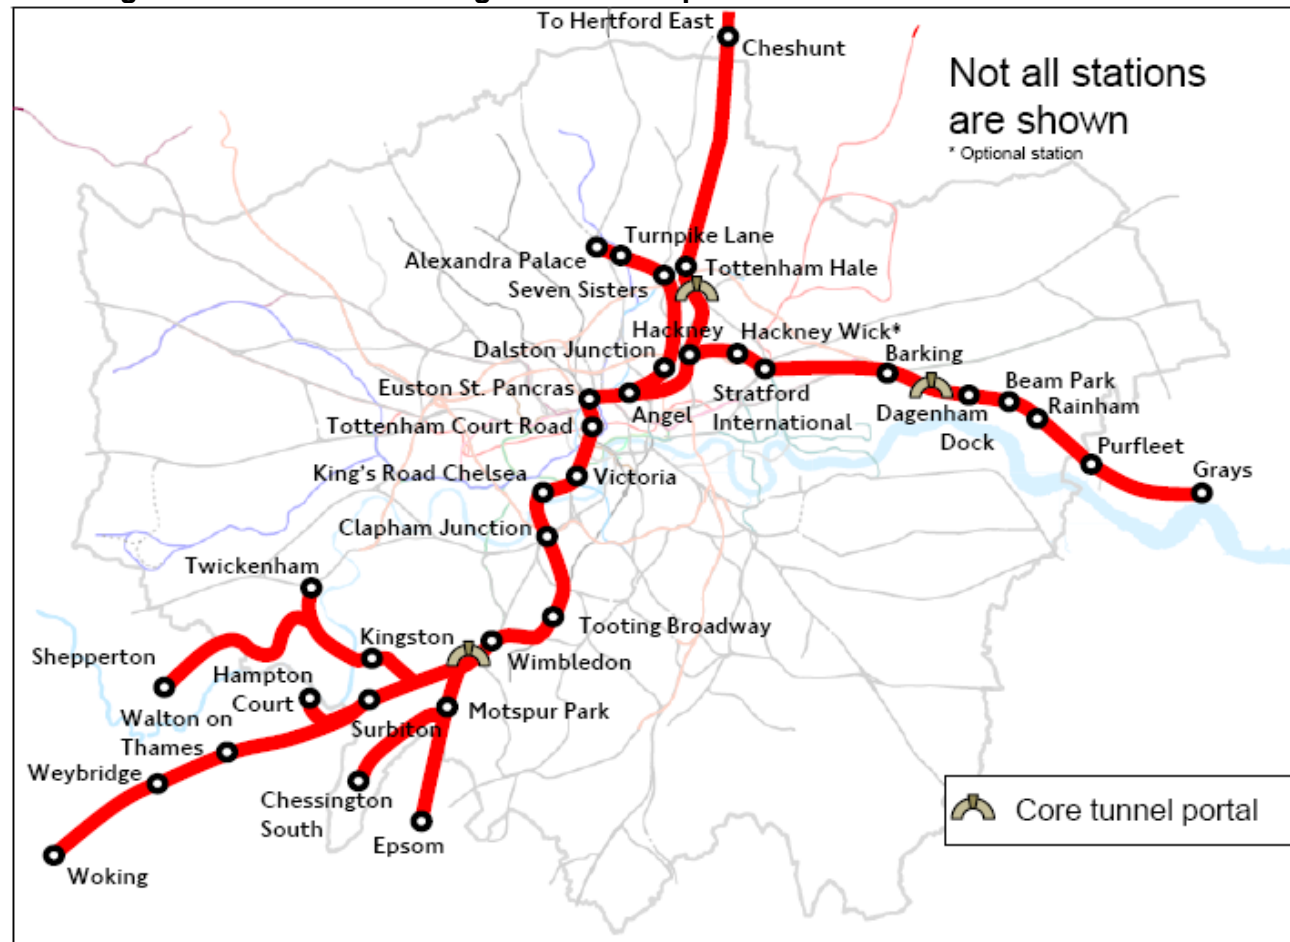 To Hertford East
Cheshunt
Not all stations
are shown
* Optional station
Turnpike Lane
Alexandra Palace
Tottenham Hale
Seven Sisters
Hackney
Hackney Wick*
Dalston Junction
Barking
Euston St. Pancras
Beam Park
Stratford
International
Angel
Dagenham
Dock
Rainham
Tottenham Court Road
Purfleet
King's Road Chelsea
Victoria
Grays
Clapham Junction
Twickenham
Tooting Broadway
Kingston
Shepperton
Wimbledon
Hampton
Court
Walton on
Thames
Surbiton
Motspur Park
Weybridge
Chessington
South
Core tunnel portal
Epsom
Woking